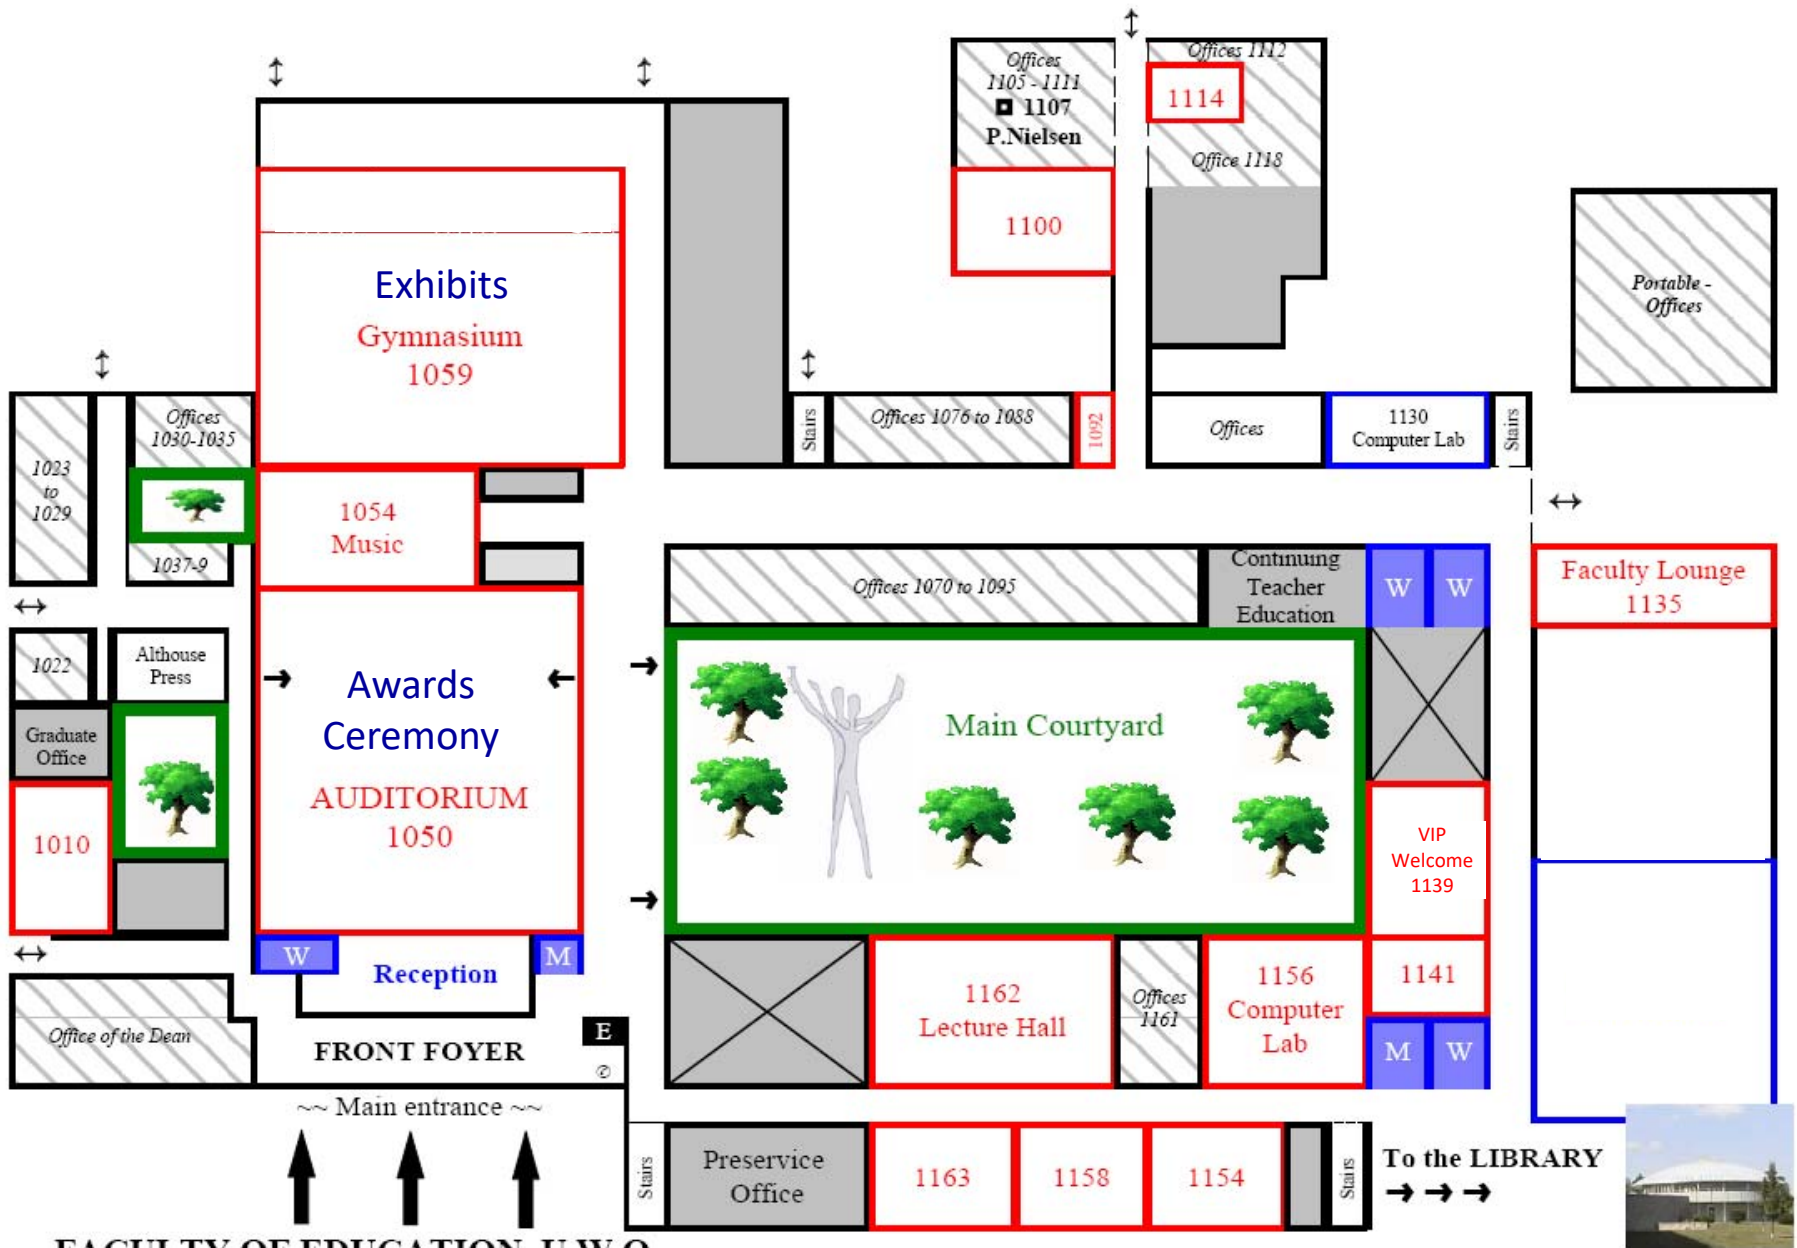 Offices
1105 - 1111
1107
P.Nielsen
Offices 1112
1114
Office 1118
1100
Exhibits
Gymnasium
1059
Portable -
Offices
Offices
1030-1035
1023
to
1029
Stairs
Offices 1076 to 1088
1092
Offices
1130
Computer Lab
Stairs
1054
Music
1037-9
Offices 1070 to 1095
Continuing
Teacher
Education
W
W
Faculty Lounge
1135
1022
Althouse
Press
Graduate
Office
1010
Awards
Ceremony
AUDITORIUM
1050
Main Courtyard
VIP
Welcome
1139
W
Reception
M
1162
Lecture Hall
Offices
1161
1156
Computer
Lab
1141
M
W
Office of the Dean
FRONT FOYER
E
~~ Main entrance ~~
Stairs
Preservice
Office
1163
1158
1154
Stairs
To the LIBRARY
FACULTY OF EDUCATION, U.W.O.